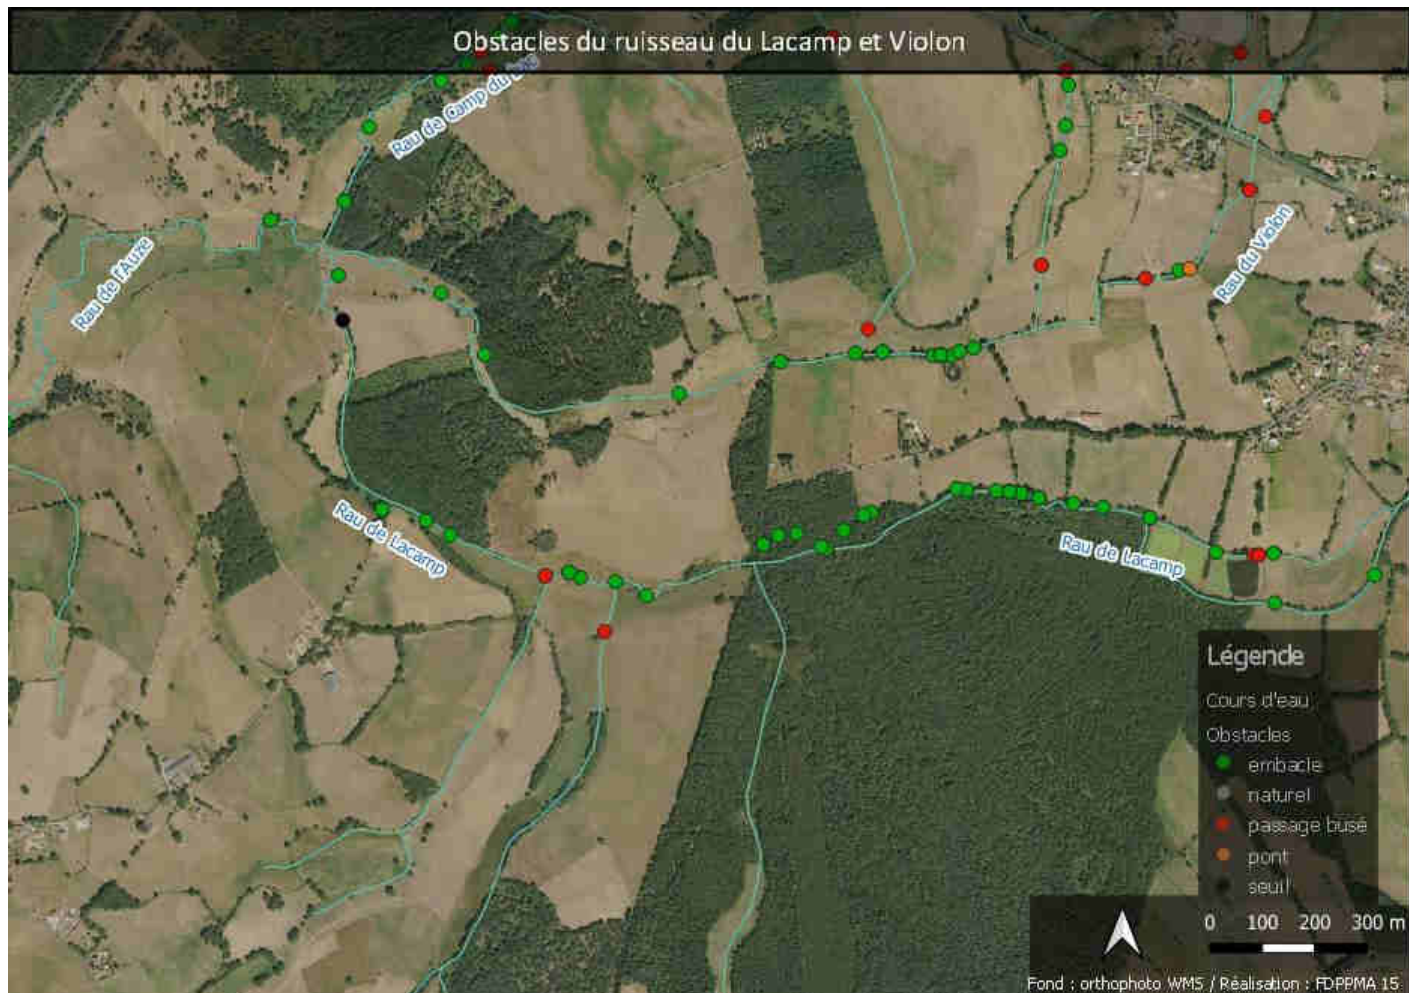 Obstacles du ruisseau du Lacamp et Violon
Rau de Camp du
Rau de l'Auze
Rau du Violon
Rau de Lacamp
Rau de Lacamp
Légende
Cours d'eau
Obstacles
embacle
naturel
passage busé
pont
seuil
0 100 200 300 m
Fond : orthophoto WMS / Réalisation : FDPPMA 15